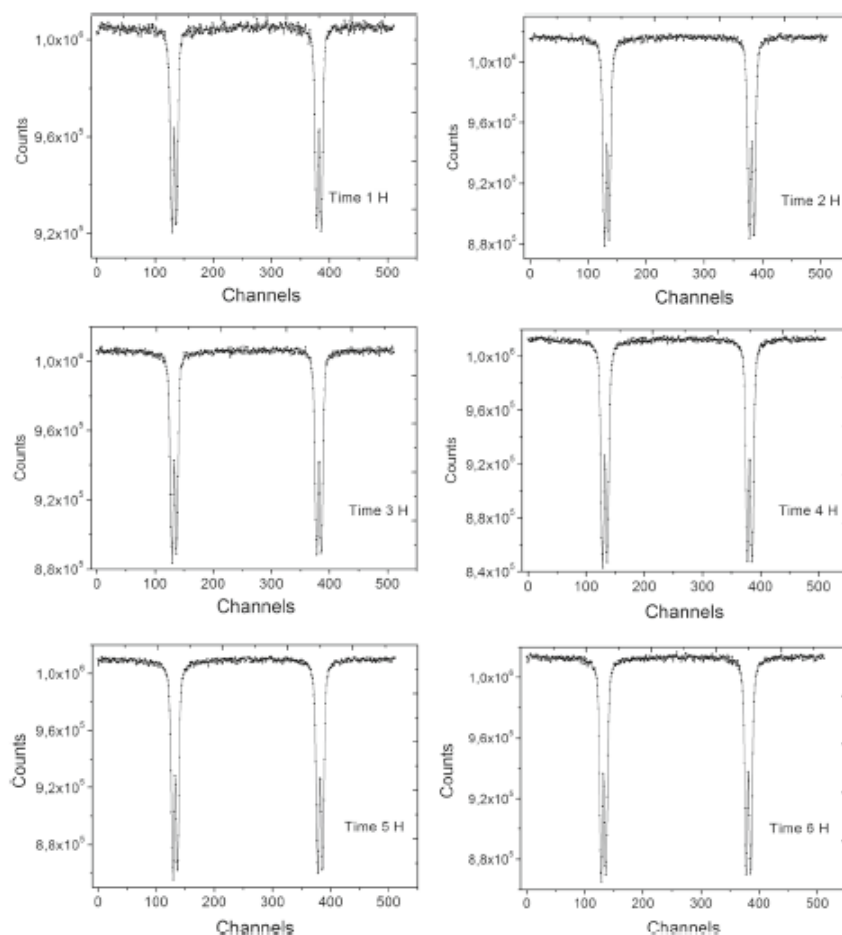 1,0x10⁶
9,6x10⁵
9,2x10⁵
Counts
Time 1 H
0 100 200 300 400 500
Channels
1,0x10⁶
9,6x10⁵
9,2x10⁵
8,8x10⁵
Counts
Time 2 H
0 100 200 300 400 500
Channels
1,0x10⁶
9,6x10⁵
9,2x10⁵
8,8x10⁵
Counts
Time 3 H
0 100 200 300 400 500
Channels
1,0x10⁶
9,6x10⁵
9,2x10⁵
8,8x10⁵
8,4x10⁵
Counts
Time 4 H
0 100 200 300 400 500
Channels
1,0x10⁶
9,6x10⁵
9,2x10⁵
8,8x10⁵
Counts
Time 5 H
0 100 200 300 400 500
Channels
1,0x10⁶
9,6x10⁵
9,2x10⁵
8,8x10⁵
Counts
Time 6 H
0 100 200 300 400 500
Channels